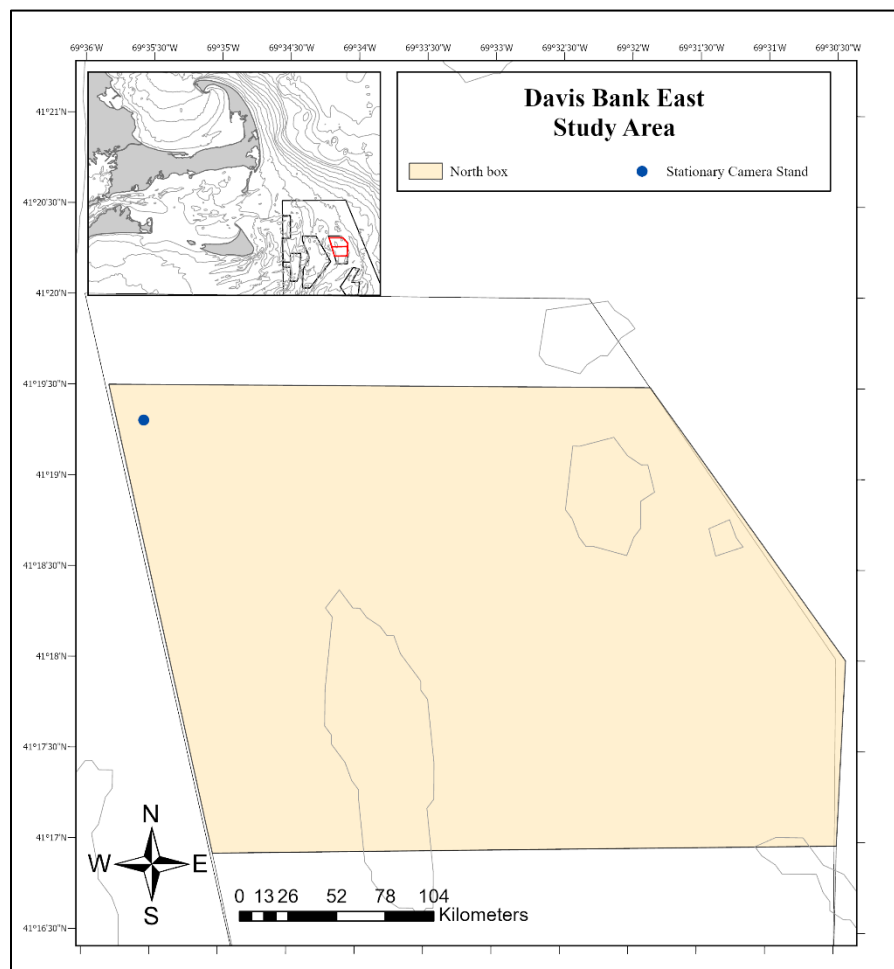 69°36'W 69°35'30"W 69°35'W 69°34'30"W 69°34'W 69°33'30"W 69°33'W 69°32'30"W 69°32'W 69°31'30"W 69°31'W 69°30'30"W
Davis Bank East
Study Area
North box
Stationary Camera Stand
41°21'N
41°20'30"N
41°20'N
41°19'30"N
41°19'N
41°18'30"N
41°18'N
41°17'30"N
41°17'N
41°16'30"N
N
W E
S
0 13 26 52 78 104
Kilometers